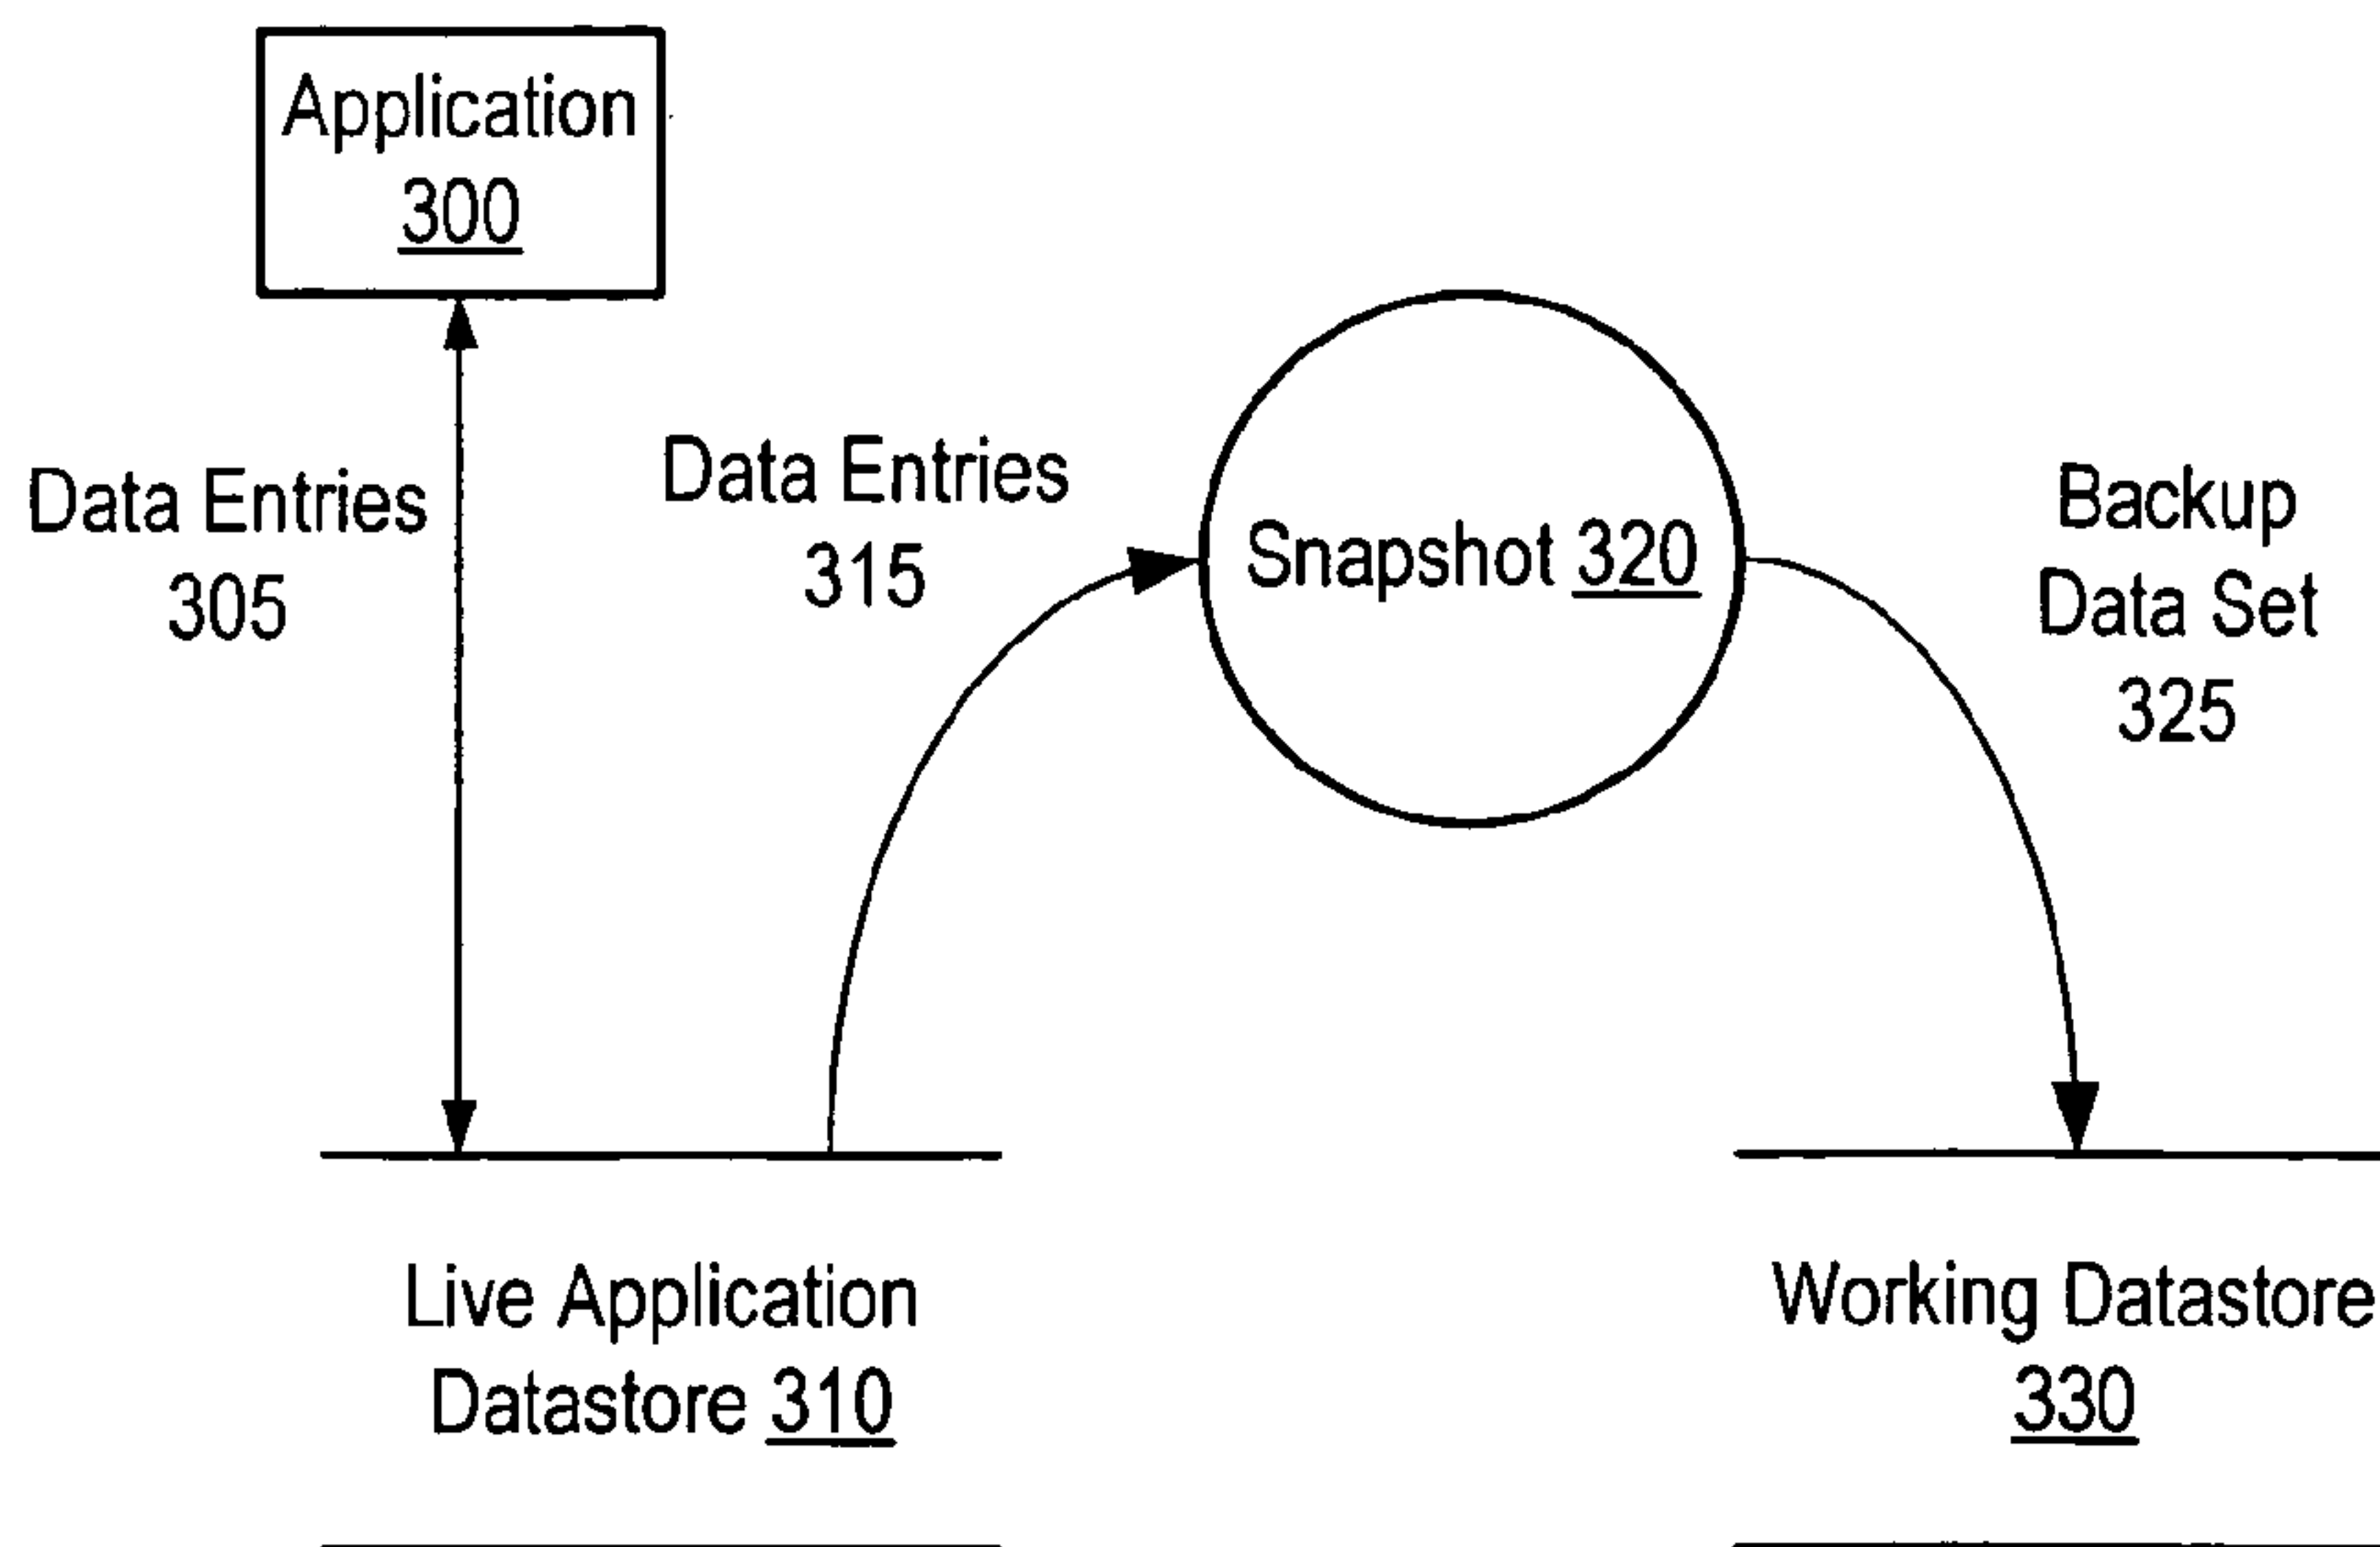 Application
300
Data Entries
305
Data Entries
315
Snapshot 320
Backup
Data Set
325
Live Application
Datastore 310
Working Datastore
330